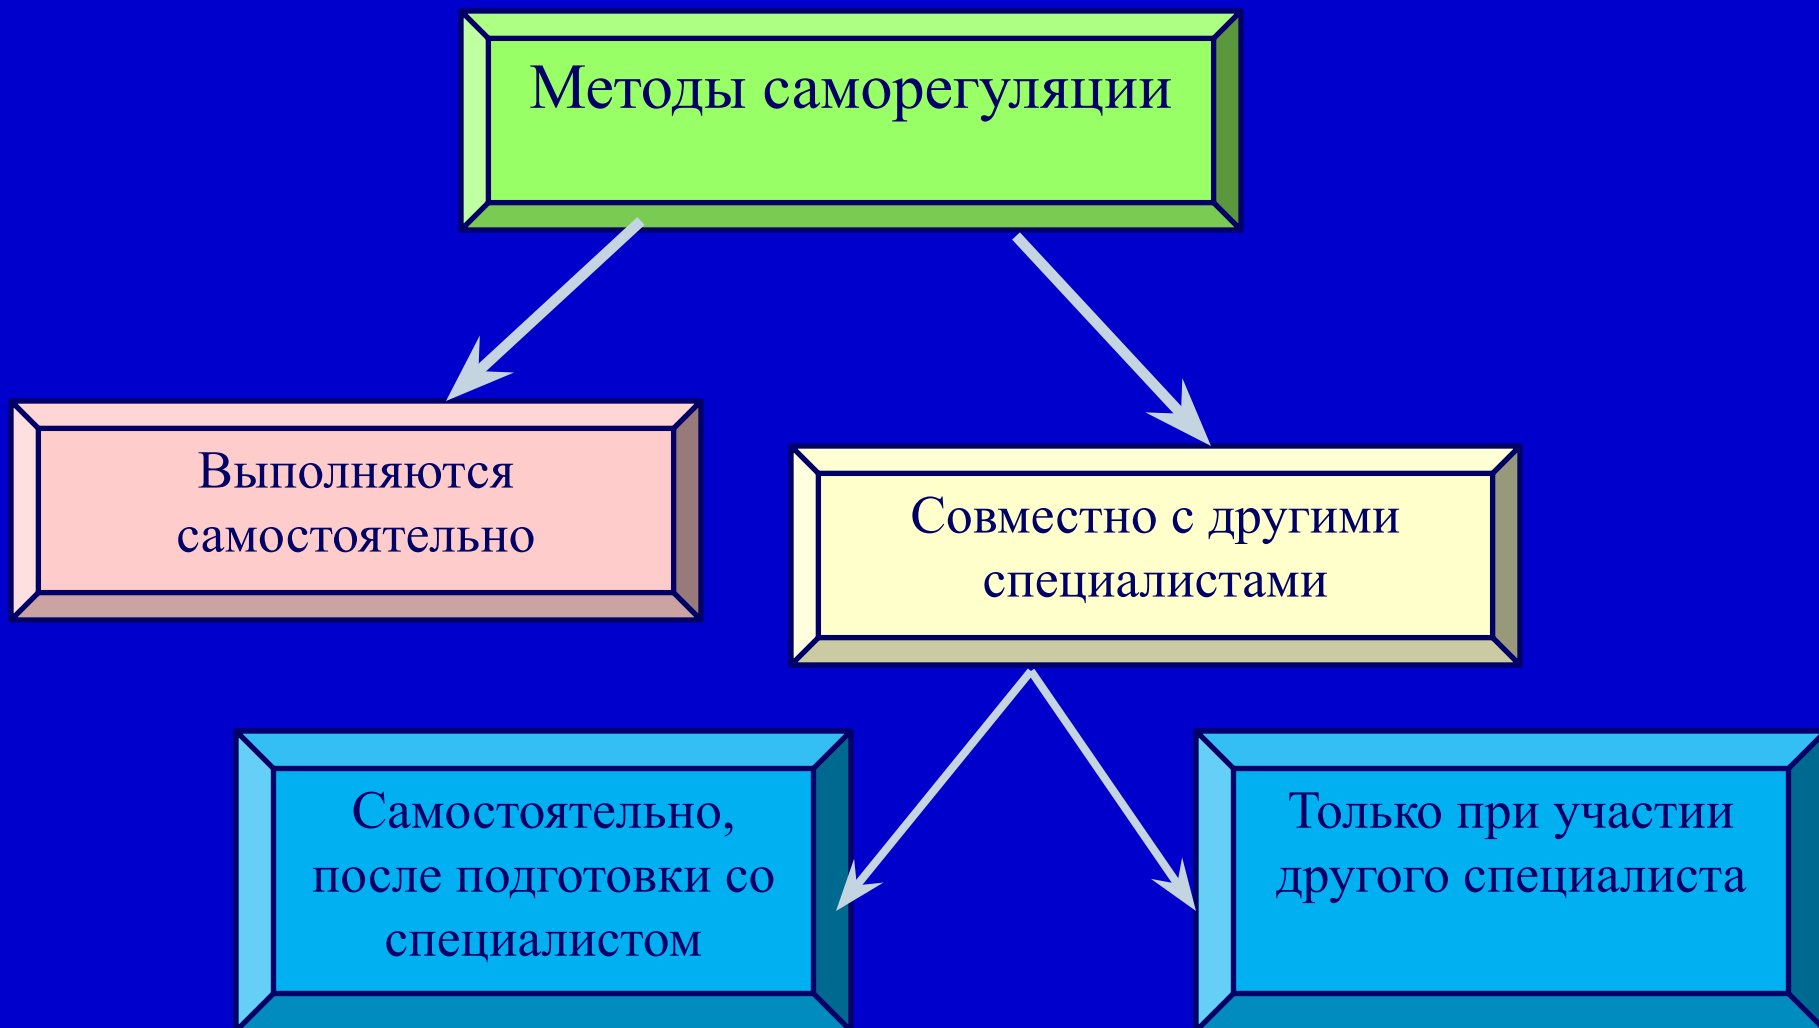 Методы саморегуляции
Выполняются
самостоятельно
Совместно с другими
специалистами
Самостоятельно,
после подготовки со
специалистом
Только при участии
другого специалиста